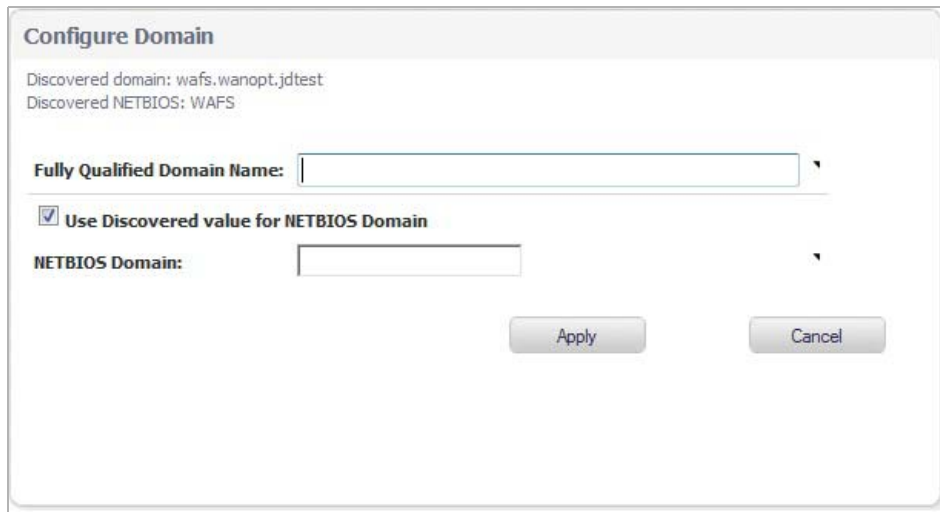 Configure Domain
Discovered domain: wafs.wanopt.jdtest
Discovered NETBIOS: WAFS
Fully Qualified Domain Name:
Use Discovered value for NETBIOS Domain
NETBIOS Domain:
Apply Cancel